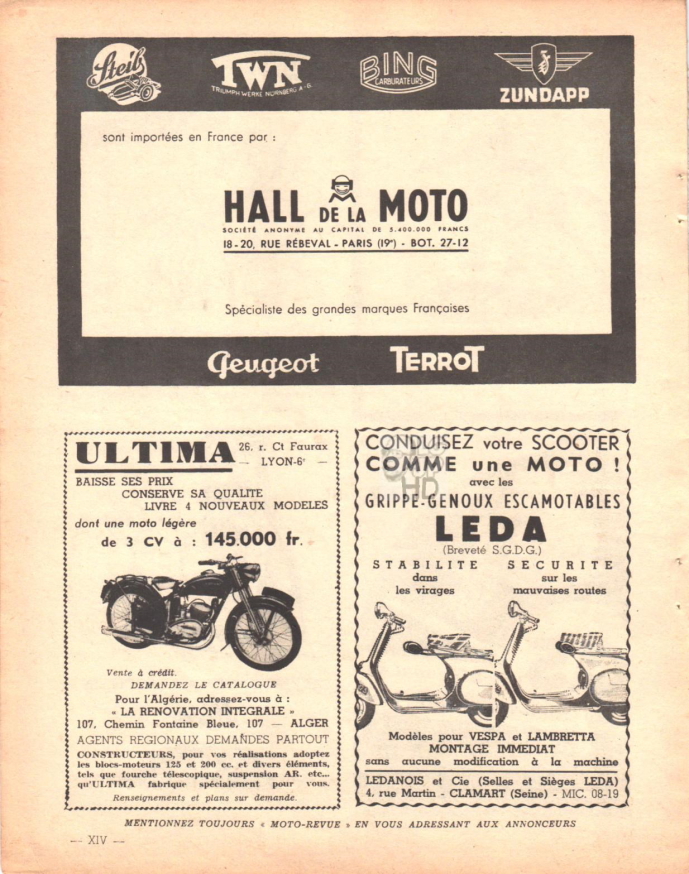 Steib
TWN
TRIUMPH WERKE NÜRNBERG A-G.
BING
CARBURATEURS
ZUNDAPP
sont importées en France par :
HALL DE LA MOTO
SOCIÉTÉ ANONYME AU CAPITAL DE 5.400.000 FRANCS
18-20, RUE RÉBEVAL - PARIS (19e) - BOT. 27-12
Spécialiste des grandes marques Françaises
Peugeot TERROT
ULTIMA 26, r. Ct Faurax
— LYON-6e —
BAISSE SES PRIX
CONSERVE SA QUALITE
LIVRE 4 NOUVEAUX MODELES
dont une moto légère
de 3 CV à : 145.000 fr.
Vente à crédit.
DEMANDEZ LE CATALOGUE
Pour l'Algérie, adressez-vous à :
« LA RENOVATION INTEGRALE »
107, Chemin Fontaine Bleue, 107 — ALGER
AGENTS REGIONAUX DEMANDES PARTOUT
CONSTRUCTEURS, pour vos réalisations adoptez
les blocs-moteurs 125 et 200 cc. et divers éléments,
tels que fourche télescopique, suspension AR. etc...
qu'ULTIMA fabrique spécialement pour vous.
Renseignements et plans sur demande.
CONDUISEZ votre SCOOTER
COMME une MOTO !
avec les
GRIPPE-GENOUX ESCAMOTABLES
LEDA
(Breveté S.G.D.G.)
STABILITE SECURITE
dans sur les
les virages mauvaises routes
Modèles pour VESPA et LAMBRETTA
MONTAGE IMMEDIAT
sans aucune modification à la machine
LEDANOIS et Cie (Selles et Sièges LEDA)
4, rue Martin - CLAMART (Seine) - MIC. 08-19
MENTIONNEZ TOUJOURS « MOTO-REVUE » EN VOUS ADRESSANT AUX ANNONCEURS
— XIV —